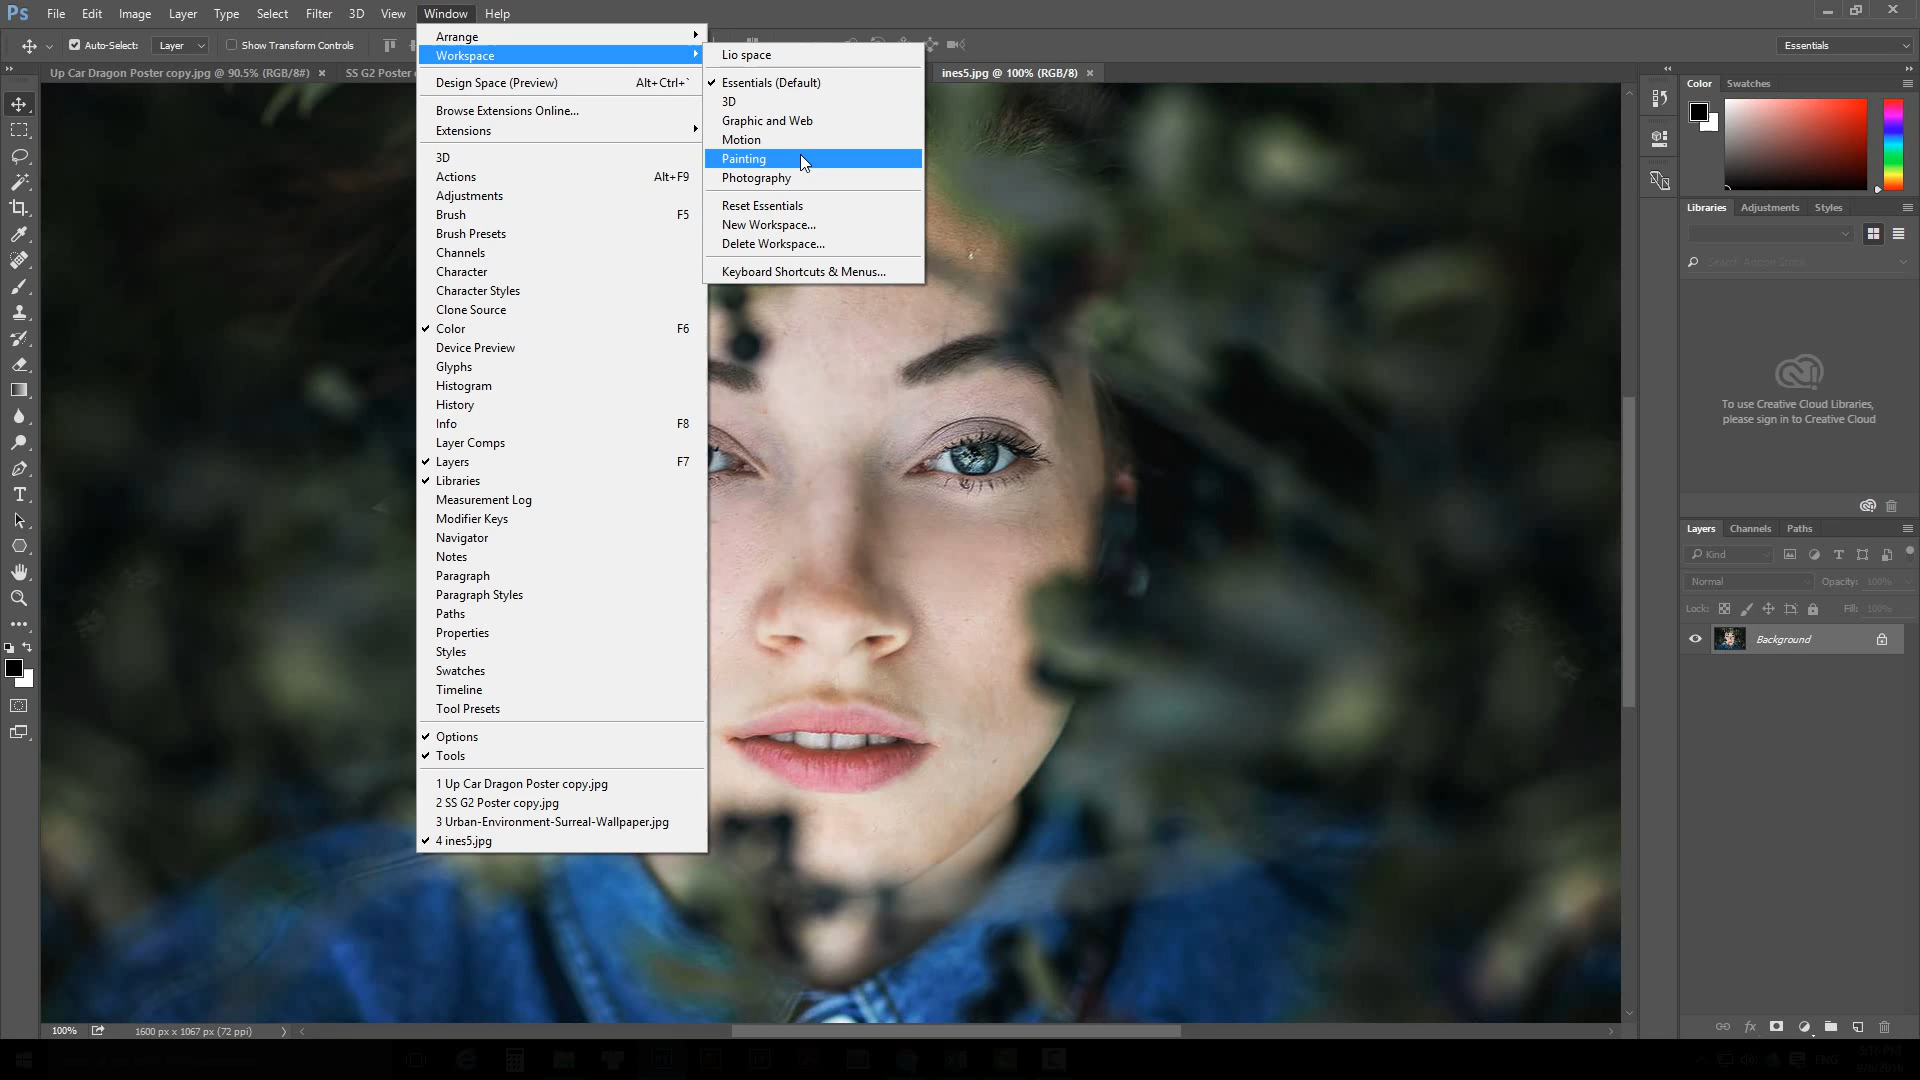 Ps File Edit Image Layer Type Select Filter 3D View Window Help
Auto-Select: Layer Show Transform Controls
Essentials
Up Car Dragon Poster copy.jpg @ 90.5% (RGB/8#) × SS G2 Poster ines5.jpg @ 100% (RGB/8) ×
Arrange
Workspace
Design Space (Preview) Alt+Ctrl+`
Browse Extensions Online...
Extensions
3D
Actions Alt+F9
Adjustments
Brush F5
Brush Presets
Channels
Character
Character Styles
Clone Source
Color F6
Device Preview
Glyphs
Histogram
History
Info F8
Layer Comps
Layers F7
Libraries
Measurement Log
Modifier Keys
Navigator
Notes
Paragraph
Paragraph Styles
Paths
Properties
Styles
Swatches
Timeline
Tool Presets
Options
Tools
1 Up Car Dragon Poster copy.jpg
2 SS G2 Poster copy.jpg
3 Urban-Environment-Surreal-Wallpaper.jpg
4 ines5.jpg
Lio space
Essentials (Default)
3D
Graphic and Web
Motion
Painting
Photography
Reset Essentials
New Workspace...
Delete Workspace...
Keyboard Shortcuts & Menus...
Color Swatches
Libraries Adjustments Styles
Search Adobe Stock
To use Creative Cloud Libraries,
please sign in to Creative Cloud
Layers Channels Paths
Kind
Normal Opacity: 100%
Lock: Fill: 100%
Background
100% 1600 px x 1067 px (72 ppi)
ENG